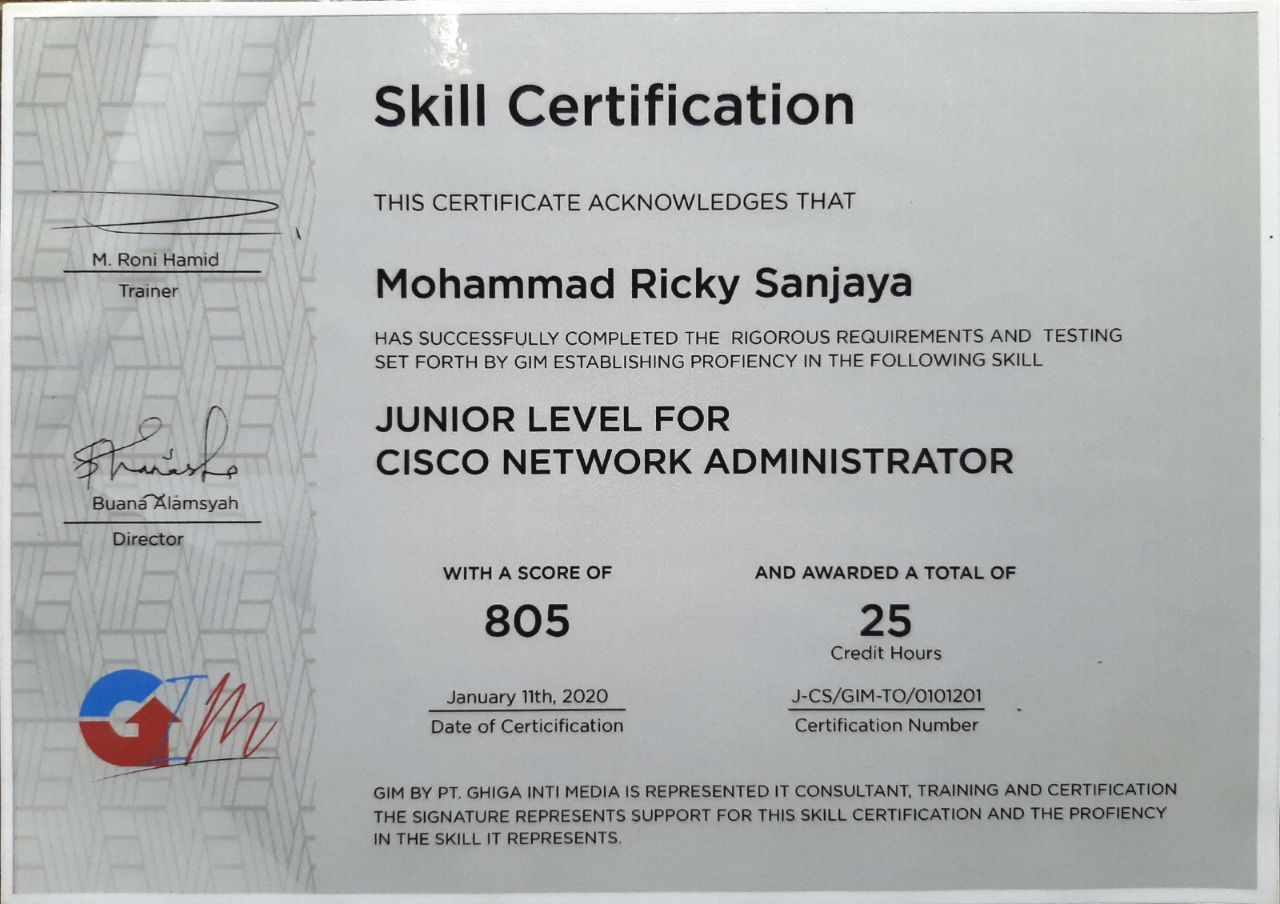 Skill Certification
THIS CERTIFICATE ACKNOWLEDGES THAT
Mohammad Ricky Sanjaya
HAS SUCCESSFULLY COMPLETED THE RIGOROUS REQUIREMENTS AND TESTING
SET FORTH BY GIM ESTABLISHING PROFIENCY IN THE FOLLOWING SKILL
JUNIOR LEVEL FOR
CISCO NETWORK ADMINISTRATOR
WITH A SCORE OF
805
AND AWARDED A TOTAL OF
25
Credit Hours
January 11th, 2020
Date of Certicification
J-CS/GIM-TO/0101201
Certification Number
GIM BY PT. GHIGA INTI MEDIA IS REPRESENTED IT CONSULTANT, TRAINING AND CERTIFICATION
THE SIGNATURE REPRESENTS SUPPORT FOR THIS SKILL CERTIFICATION AND THE PROFIENCY
IN THE SKILL IT REPRESENTS.
M. Roni Hamid
Trainer
Buana Alamsyah
Director
GIM